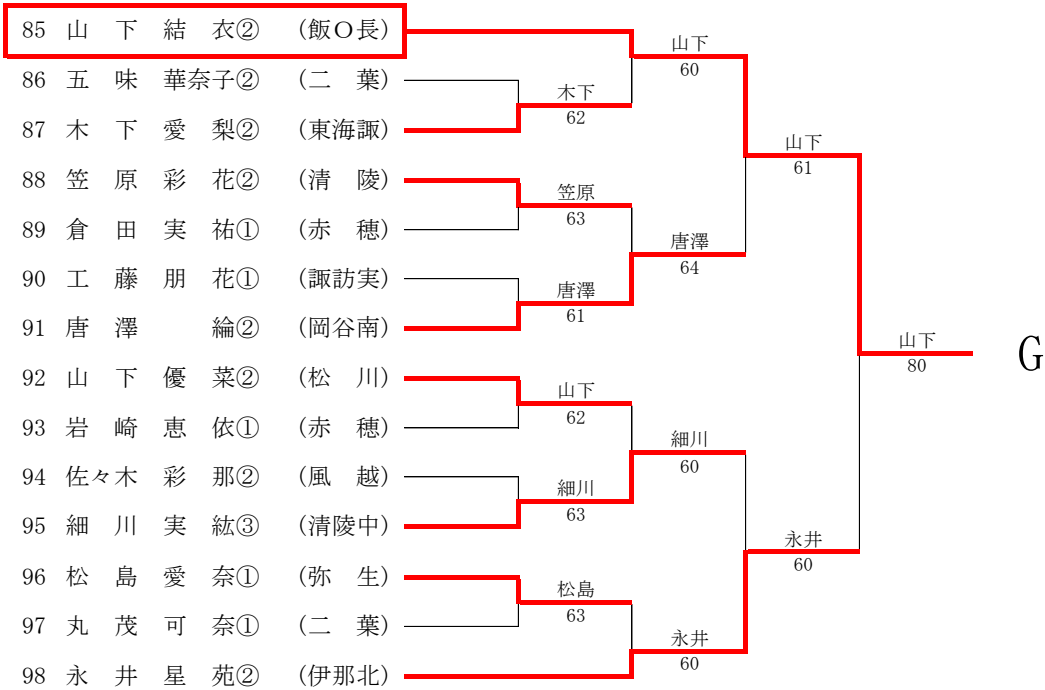 85 山 下 結 衣② (飯O長)
86 五 味 華奈子② (二 葉)
87 木 下 愛 梨② (東海諏)
88 笠 原 彩 花② (清 陵)
89 倉 田 実 祐① (赤 穂)
90 工 藤 朋 花① (諏訪実)
91 唐 澤 綸② (岡谷南)
92 山 下 優 菜② (松 川)
93 岩 崎 恵 依① (赤 穂)
94 佐々木 彩 那② (風 越)
95 細 川 実 紘③ (清陵中)
96 松 島 愛 奈① (弥 生)
97 丸 茂 可 奈① (二 葉)
98 永 井 星 苑② (伊那北)
木下
62
笠原
63
唐澤
61
山下
62
細川
63
松島
63
山下
60
唐澤
64
細川
60
永井
60
山下
61
永井
60
山下
80
G